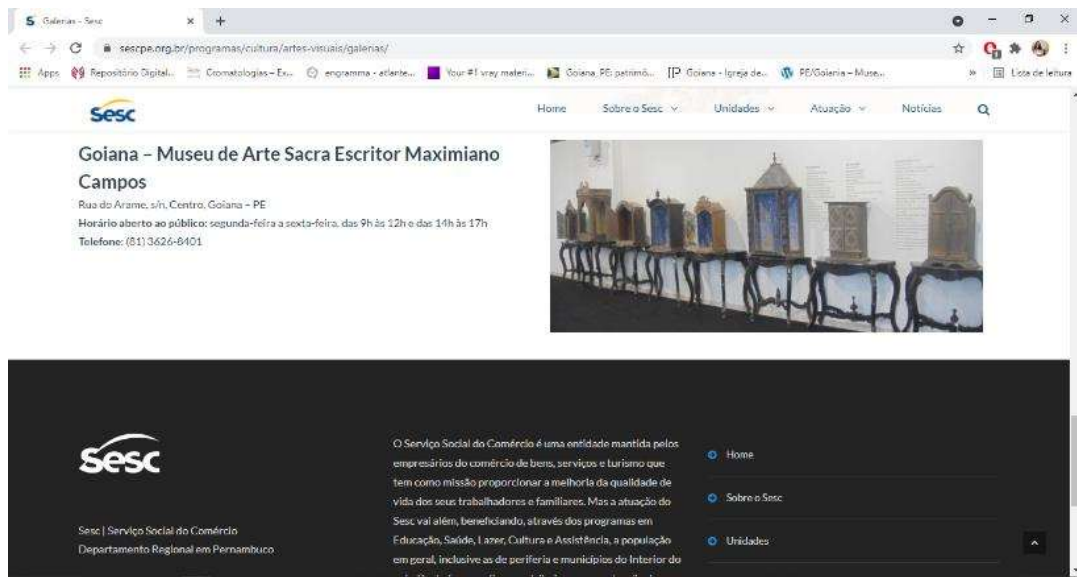 Galerias - Sesc
sescpe.org.br/programas/cultura/artes-visuais/galerias/
Apps
Repositório Digital...
Cromatologias – Ex...
engramma - atlante...
Your #1 vray materi...
Goiana, PE: patrimô...
Goiana - Igreja de...
PE/Goiania – Muse...
Lista de leitura
Sesc
Home
Sobre o Sesc
Unidades
Atuação
Notícias
Goiana – Museu de Arte Sacra Escritor Maximiano
Campos
Rua do Arame, s/n, Centro, Goiana – PE
Horário aberto ao público: segunda-feira a sexta-feira, das 9h às 12h e das 14h às 17h
Telefone: (81) 3626-8401
Sesc
Sesc | Serviço Social do Comércio
Departamento Regional em Pernambuco
O Serviço Social do Comércio é uma entidade mantida pelos
empresários do comércio de bens, serviços e turismo que
tem como missão proporcionar a melhoria da qualidade de
vida dos seus trabalhadores e familiares. Mas a atuação do
Sesc vai além, beneficiando, através dos programas em
Educação, Saúde, Lazer, Cultura e Assistência, a população
em geral, inclusive as de periferia e municípios do Interior do
Home
Sobre o Sesc
Unidades